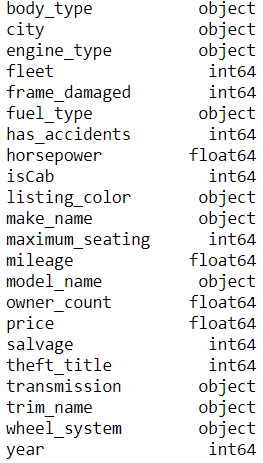 body_type object
city object
engine_type object
fleet int64
frame_damaged int64
fuel_type object
has_accidents int64
horsepower float64
isCab int64
listing_color object
make_name object
maximum_seating int64
mileage float64
model_name object
owner_count float64
price float64
salvage int64
theft_title int64
transmission object
trim_name object
wheel_system object
year int64